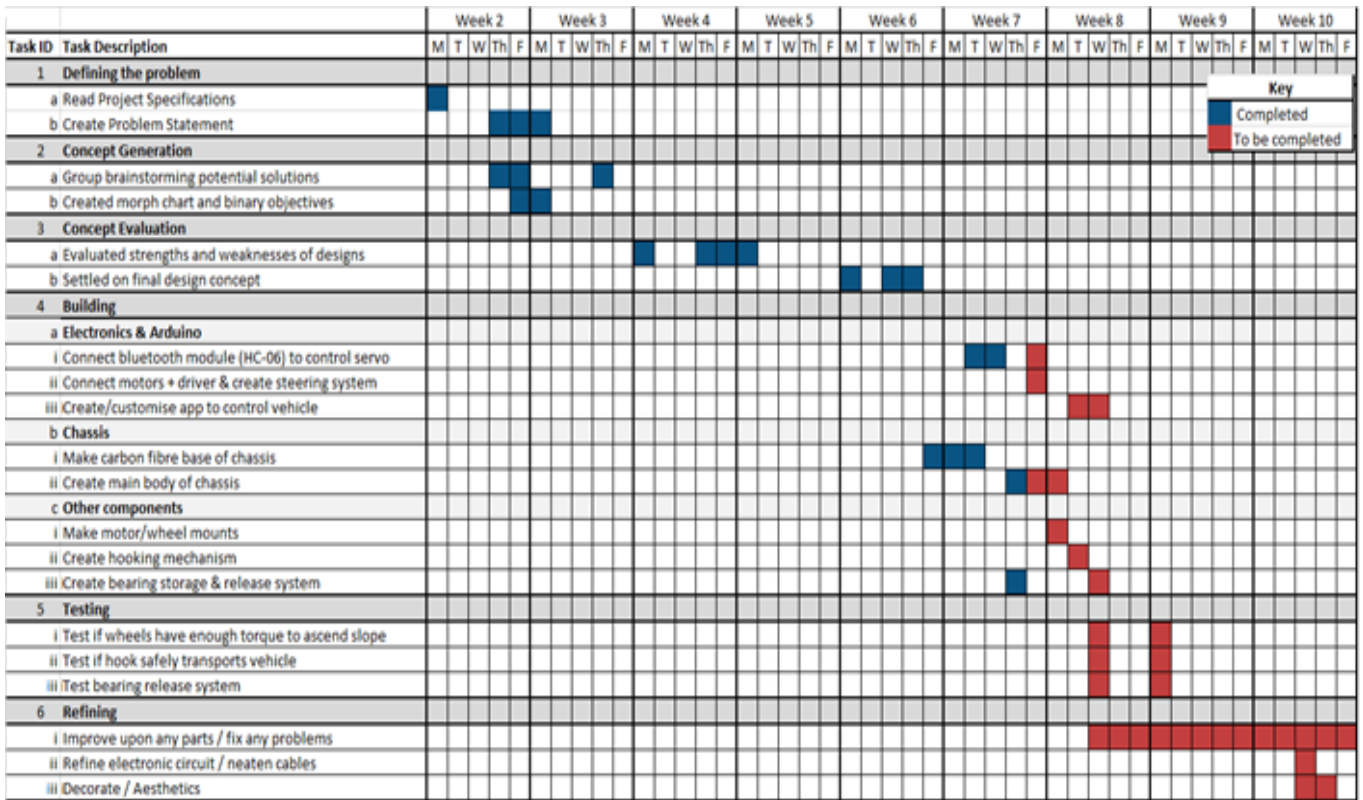 Week 2 Week 3 Week 4 Week 5 Week 6 Week 7 Week 8 Week 9 Week 10
Task ID Task Description M T W Th F M T W Th F M T W Th F M T W Th F M T W Th F M T W Th F M T W Th F M T W Th F M T W Th F
1 Defining the problem
Key
a Read Project Specifications
Completed
b Create Problem Statement
To be completed
2 Concept Generation
a Group brainstorming potential solutions
b Created morph chart and binary objectives
3 Concept Evaluation
a Evaluated strengths and weaknesses of designs
b Settled on final design concept
4 Building
a Electronics & Arduino
i Connect bluetooth module (HC-06) to control servo
ii Connect motors + driver & create steering system
iii Create/customise app to control vehicle
b Chassis
i Make carbon fibre base of chassis
ii Create main body of chassis
c Other components
i Make motor/wheel mounts
ii Create hooking mechanism
iii Create bearing storage & release system
5 Testing
i Test if wheels have enough torque to ascend slope
ii Test if hook safely transports vehicle
iii Test bearing release system
6 Refining
i Improve upon any parts / fix any problems
ii Refine electronic circuit / neaten cables
iii Decorate / Aesthetics